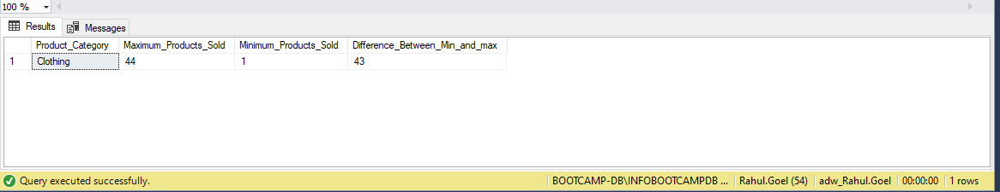 100 %
Results Messages
Product_Category Maximum_Products_Sold Minimum_Products_Sold Difference_Between_Min_and_max
1 Clothing 44 1 43
Query executed successfully. BOOTCAMP-DB\INFOBOOTCAMPDB ... Rahul.Goel (54) adw_Rahul.Goel 00:00:00 1 rows